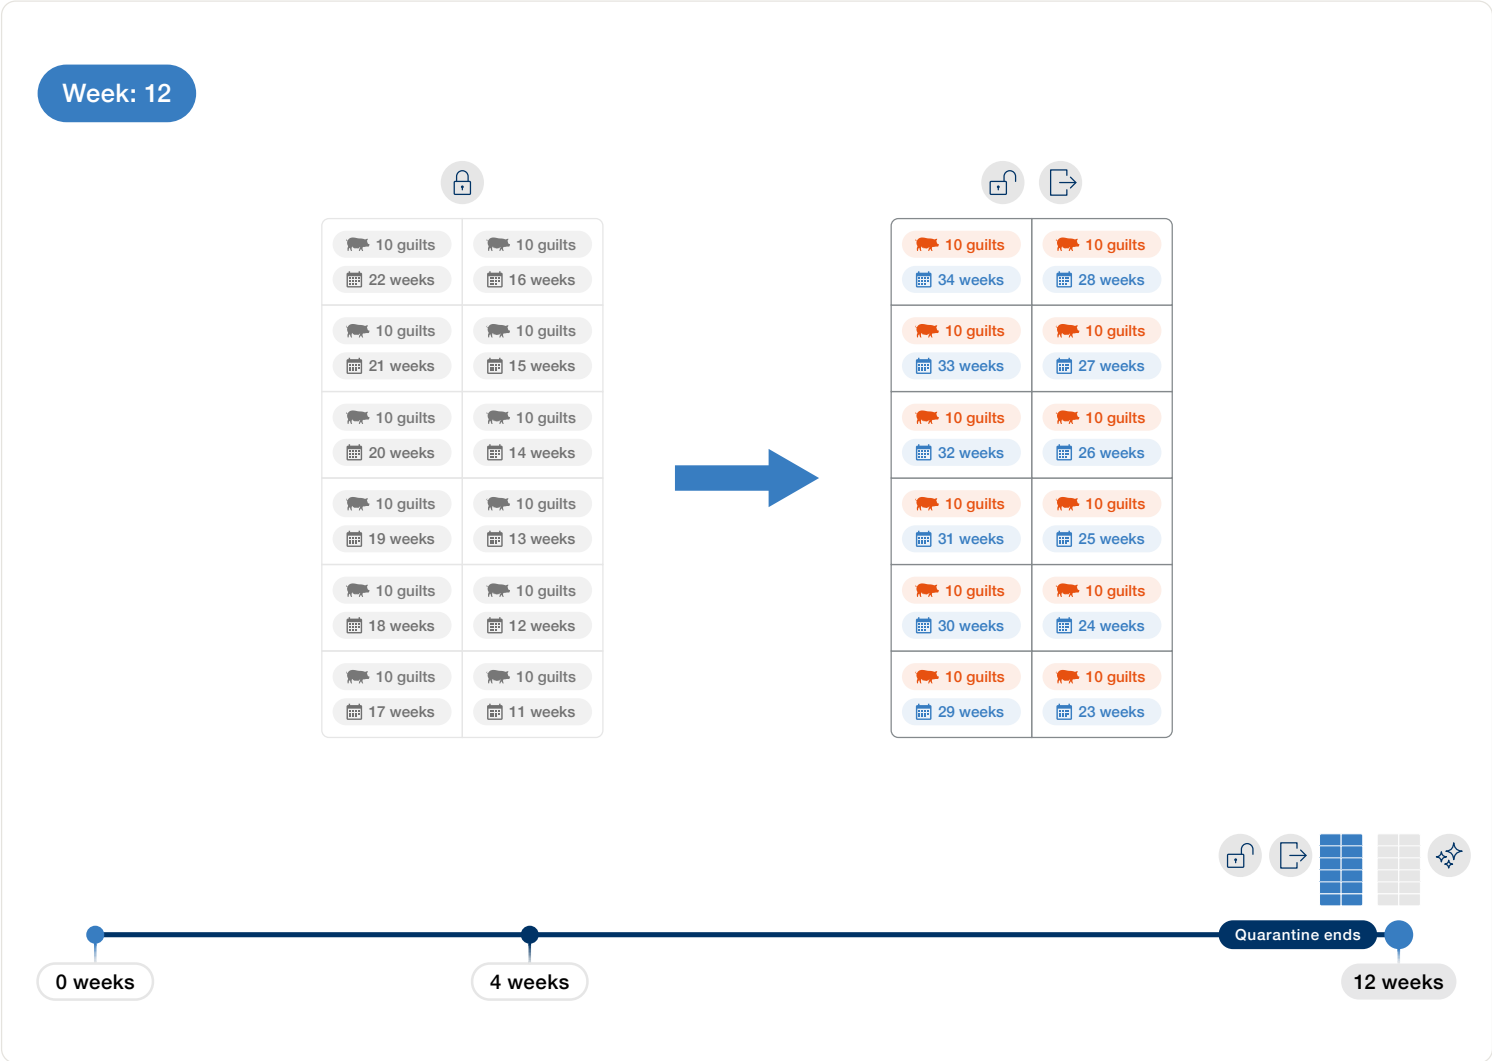 Week: 12
10 guilts 10 guilts
22 weeks 16 weeks
10 guilts 10 guilts
21 weeks 15 weeks
10 guilts 10 guilts
20 weeks 14 weeks
10 guilts 10 guilts
19 weeks 13 weeks
10 guilts 10 guilts
18 weeks 12 weeks
10 guilts 10 guilts
17 weeks 11 weeks
10 guilts 10 guilts
34 weeks 28 weeks
10 guilts 10 guilts
33 weeks 27 weeks
10 guilts 10 guilts
32 weeks 26 weeks
10 guilts 10 guilts
31 weeks 25 weeks
10 guilts 10 guilts
30 weeks 24 weeks
10 guilts 10 guilts
29 weeks 23 weeks
Quarantine ends
0 weeks
4 weeks
12 weeks